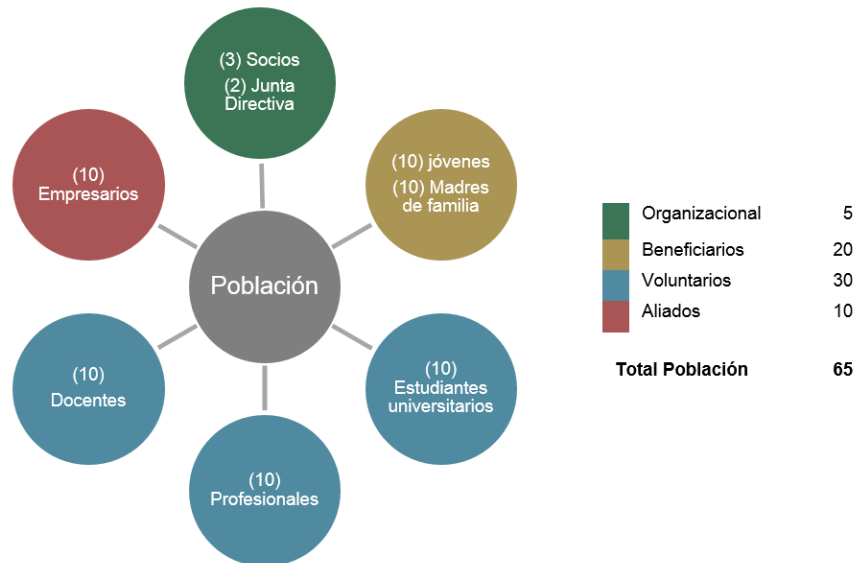 (3) Socios
(2) Junta
Directiva
(10)
Empresarios
(10) jóvenes
(10) Madres
de familia
Población
(10)
Docentes
(10)
Estudiantes
universitarios
(10)
Profesionales
Organizacional 5
Beneficiarios 20
Voluntarios 30
Aliados 10
Total Población 65